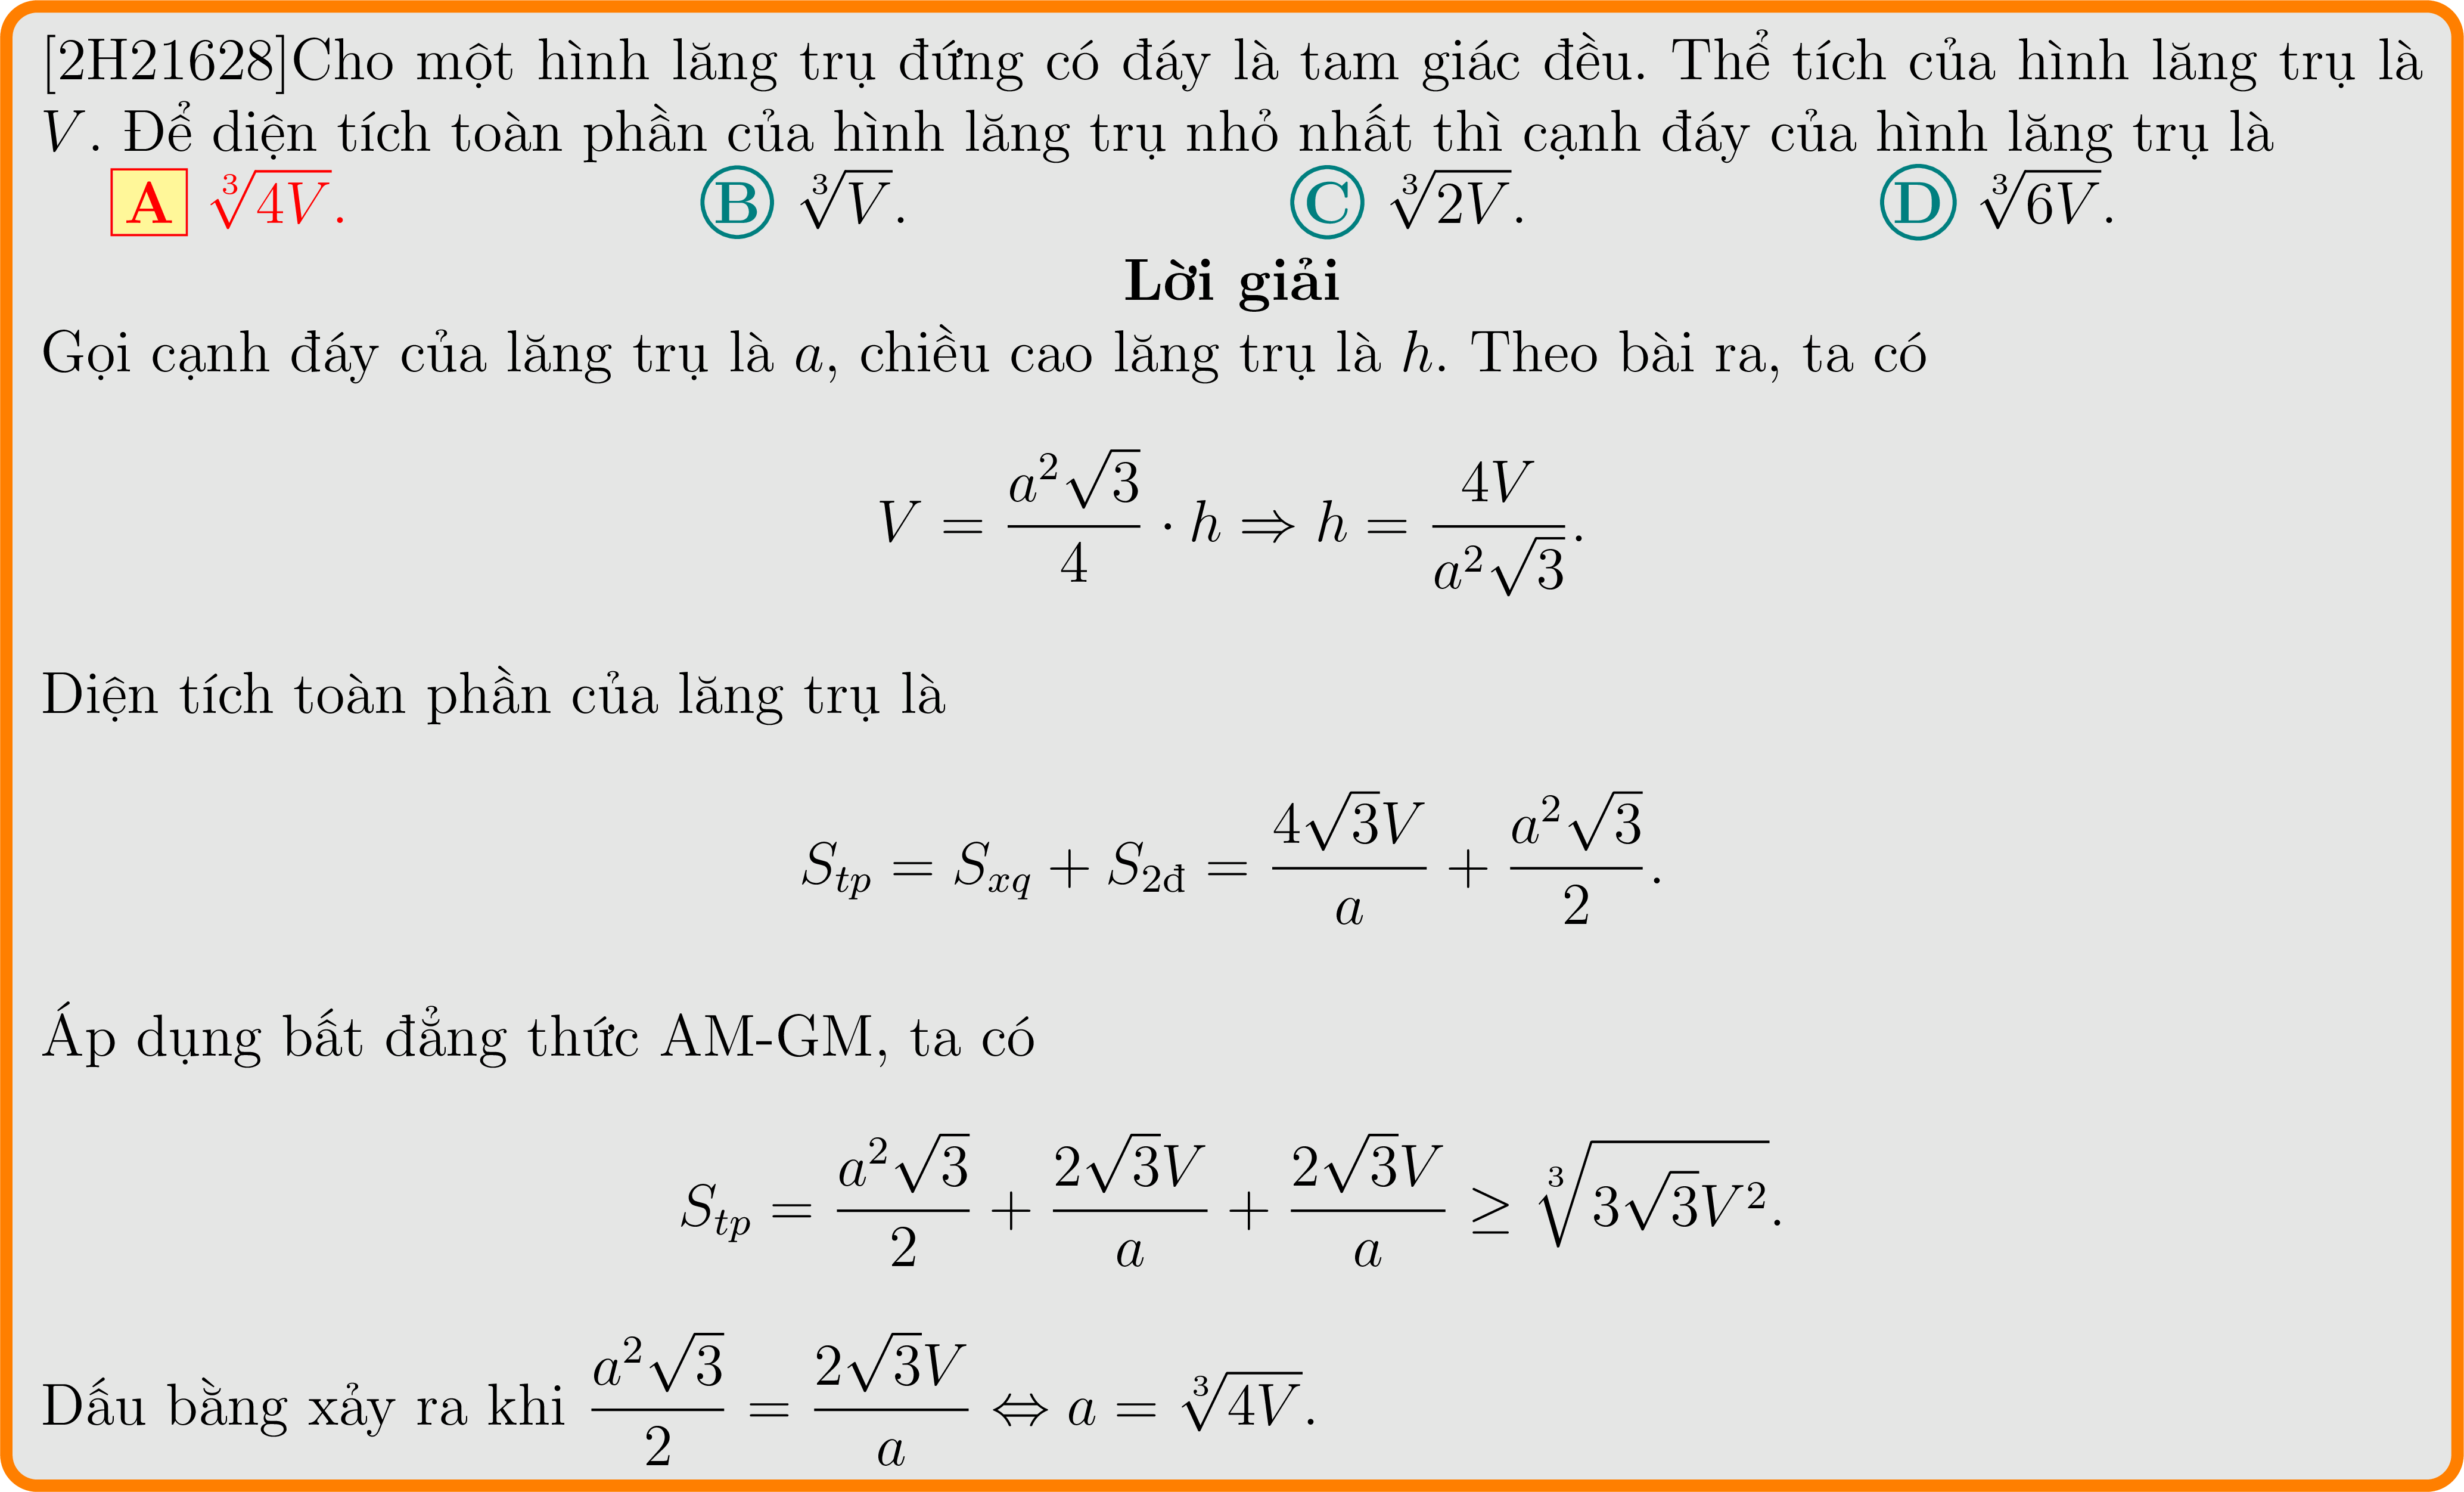 [2H21628]Cho một hình lăng trụ đứng có đáy là tam giác đều. Thể tích của hình lăng trụ là
V. Để diện tích toàn phần của hình lăng trụ nhỏ nhất thì cạnh đáy của hình lăng trụ là
A $\sqrt[3]{4V}$. B $\sqrt[3]{V}$. C $\sqrt[3]{2V}$. D $\sqrt[3]{6V}$.
Lời giải
Gọi cạnh đáy của lăng trụ là a, chiều cao lăng trụ là h. Theo bài ra, ta có
$V = \frac{a^2\sqrt{3}}{4} \cdot h \Rightarrow h = \frac{4V}{a^2\sqrt{3}}.$
Diện tích toàn phần của lăng trụ là
$S_{tp} = S_{xq} + S_{2đ} = \frac{4\sqrt{3}V}{a} + \frac{a^2\sqrt{3}}{2}.$
Áp dụng bất đẳng thức AM-GM, ta có
$S_{tp} = \frac{a^2\sqrt{3}}{2} + \frac{2\sqrt{3}V}{a} + \frac{2\sqrt{3}V}{a} \geq \sqrt[3]{3\sqrt{3}V^2}.$
Dấu bằng xảy ra khi $\frac{a^2\sqrt{3}}{2} = \frac{2\sqrt{3}V}{a} \Leftrightarrow a = \sqrt[3]{4V}.$